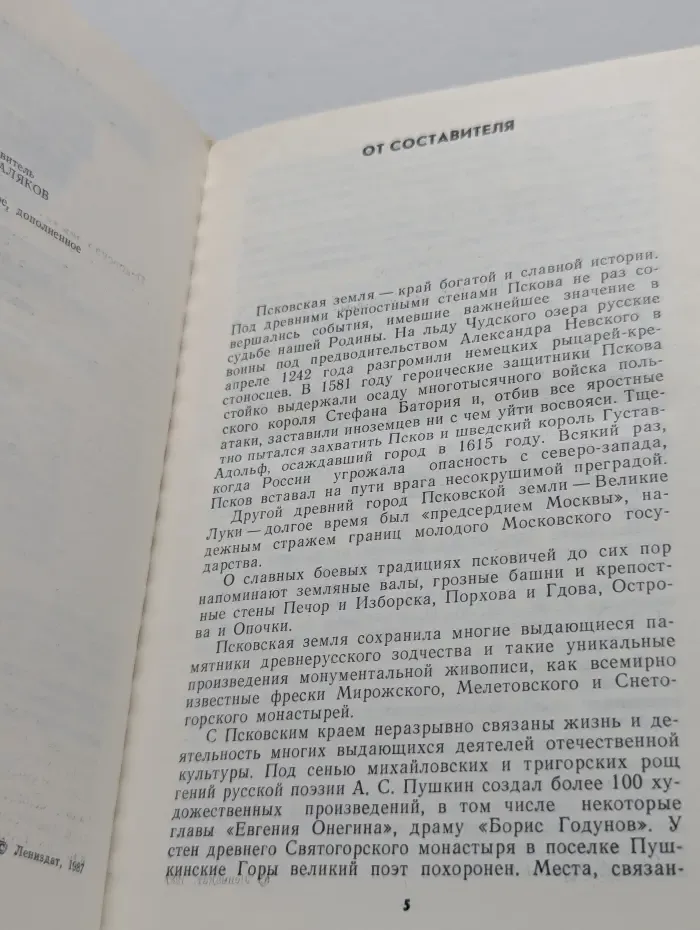 витель
АЛЯКОВ
дополненное
© Лениздат, 1987
ОТ СОСТАВИТЕЛЯ
Псковская земля — край богатой и славной истории.
Под древними крепостными стенами Пскова не раз со-
вершались события, имевшие важнейшее значение в
судьбе нашей Родины. На льду Чудского озера русские
воины под предводительством Александра Невского в
апреле 1242 года разгромили немецких рыцарей-кре-
стоносцев. В 1581 году героические защитники Пскова
стойко выдержали осаду многотысячного войска поль-
ского короля Стефана Батория и, отбив все яростные
атаки, заставили иноземцев ни с чем уйти восвояси. Тще-
тно пытался захватить Псков и шведский король Густав-
Адольф, осаждавший город в 1615 году. Всякий раз,
когда России угрожала опасность с северо-запада,
Псков вставал на пути врага несокрушимой преградой.
Другой древний город Псковской земли — Великие
Луки — долгое время был «предсердием Москвы», на-
дежным стражем границ молодого Московского госу-
дарства.
О славных боевых традициях псковичей до сих пор
напоминают земляные валы, грозные башни и крепост-
ные стены Печор и Изборска, Порхова и Гдова, Остро-
ва и Опочки.
Псковская земля сохранила многие выдающиеся па-
мятники древнерусского зодчества и такие уникальные
произведения монументальной живописи, как всемирно
известные фрески Мирожского, Мелетовского и Снето-
горского монастырей.
С Псковским краем неразрывно связаны жизнь и де-
ятельность многих выдающихся деятелей отечественной
культуры. Под сенью михайловских и тригорских рощ
гений русской поэзии А. С. Пушкин создал более 100 ху-
дожественных произведений, в том числе некоторые
главы «Евгения Онегина», драму «Борис Годунов». У
стен древнего Святогорского монастыря в поселке Пуш-
кинские Горы великий поэт похоронен. Места, связан-
5